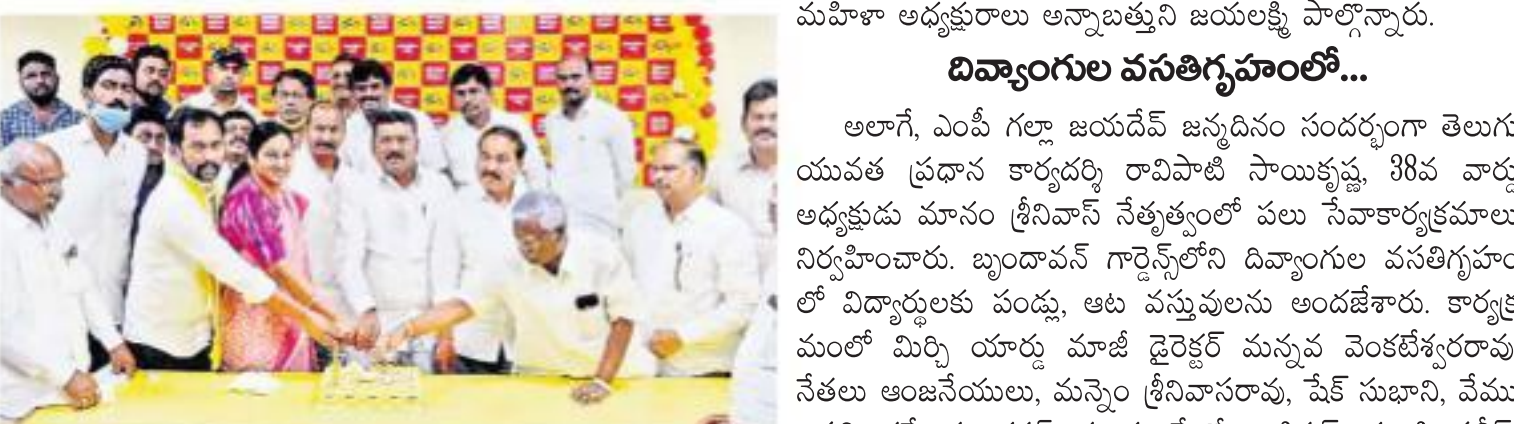 మహిళా అధ్యక్షురాలు అన్నాబత్తుని జయలక్ష్మి పాల్గొన్నారు.
దివ్యాంగుల వసతిగృహంలో...
అలాగే, ఎంపీ గల్లా జయదేవ్ జన్మదినం సందర్భంగా తెలుగు
యువత ప్రధాన కార్యదర్శి రావిపాటి సాయికృష్ణ, 38వ వార్డు
అధ్యక్షుడు మానం శ్రీనివాస్ నేతృత్వంలో పలు సేవాకార్యక్రమాలు
నిర్వహించారు. బృందావన్ గార్డెన్స్‌లోని దివ్యాంగుల వసతిగృహం
లో విద్యార్థులకు పండ్లు, ఆట వస్తువులను అందజేశారు. కార్యక్ర
మంలో మిర్చి యార్డు మాజీ డైరెక్టర్ మన్నవ వెంకటేశ్వరరావు
నేతలు ఆంజనేయులు, మన్నెం శ్రీనివాసరావు, షేక్ సుభాని, వేము